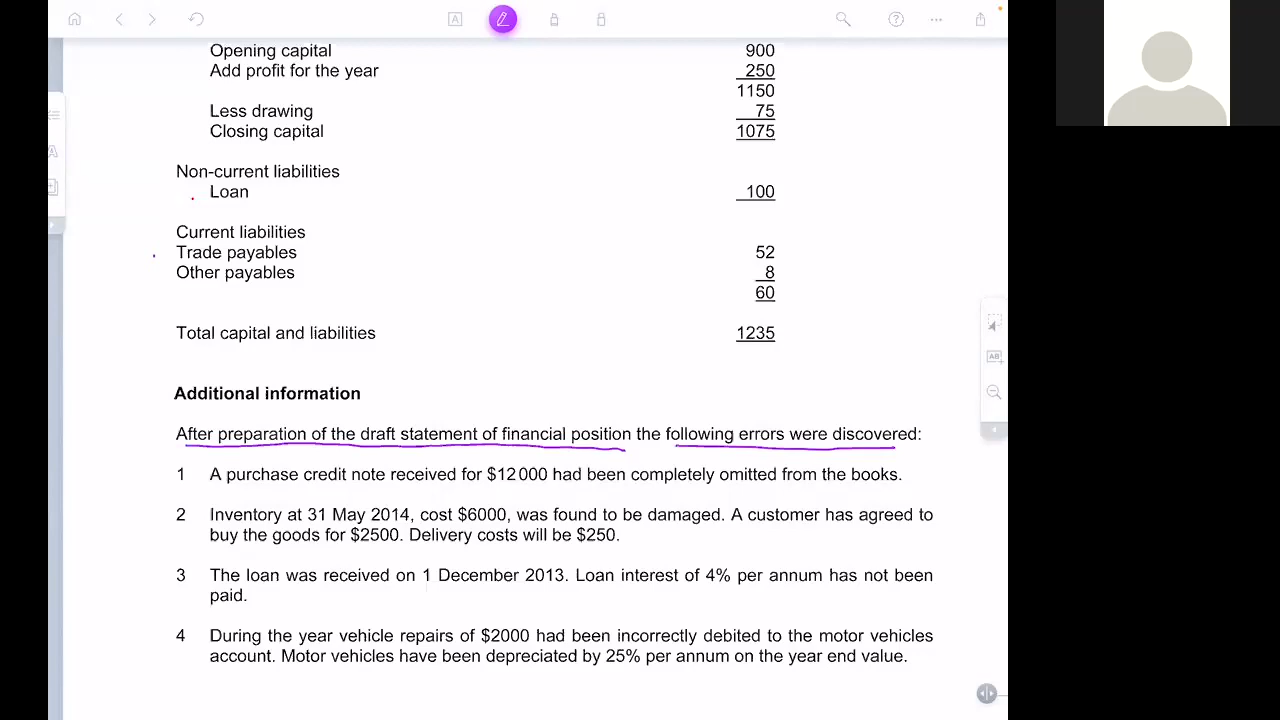 Opening capital 900
Add profit for the year 250
1150
Less drawing 75
Closing capital 1075
Non-current liabilities
Loan 100
Current liabilities
Trade payables 52
Other payables 8
60
Total capital and liabilities 1235
Additional information
After preparation of the draft statement of financial position the following errors were discovered:
1 A purchase credit note received for $12 000 had been completely omitted from the books.
2 Inventory at 31 May 2014, cost $6000, was found to be damaged. A customer has agreed to
buy the goods for $2500. Delivery costs will be $250.
3 The loan was received on 1 December 2013. Loan interest of 4% per annum has not been
paid.
4 During the year vehicle repairs of $2000 had been incorrectly debited to the motor vehicles
account. Motor vehicles have been depreciated by 25% per annum on the year end value.